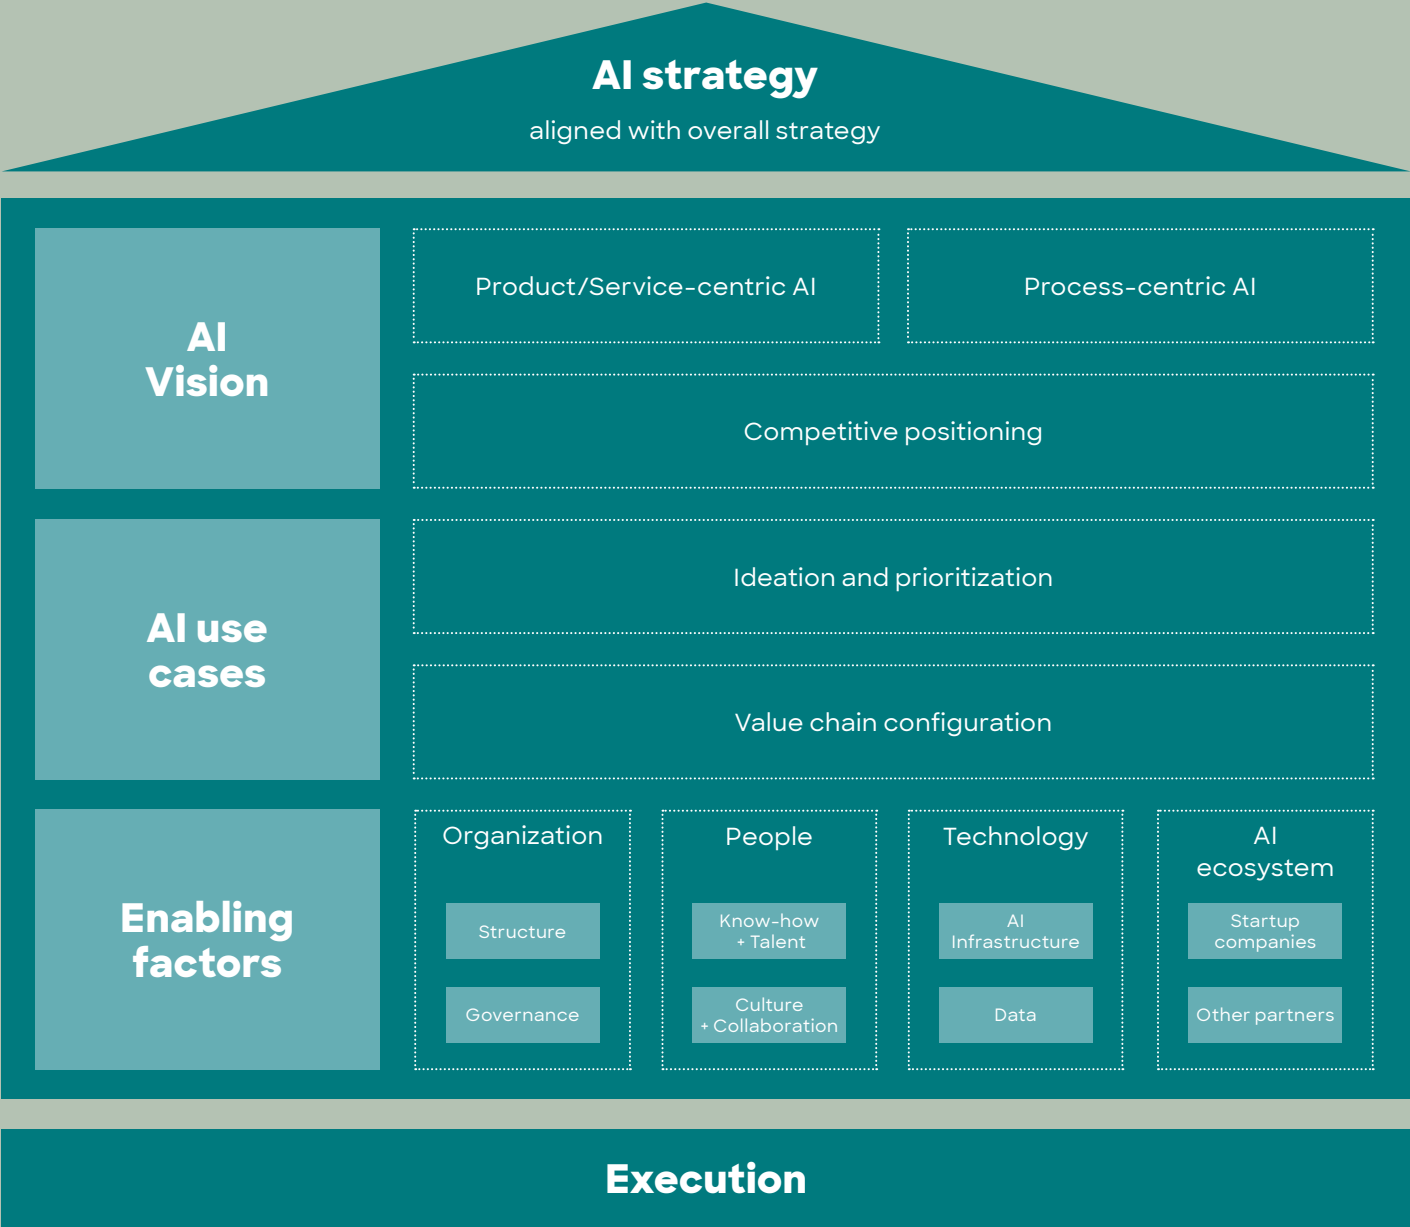 AI strategy
aligned with overall strategy
AI
Vision
Product/Service-centric AI
Process-centric AI
Competitive positioning
AI use
cases
Ideation and prioritization
Value chain configuration
Enabling
factors
Organization
Structure
Governance
People
Know-how
+ Talent
Culture
+ Collaboration
Technology
AI
Infrastructure
Data
AI
ecosystem
Startup
companies
Other partners
Execution